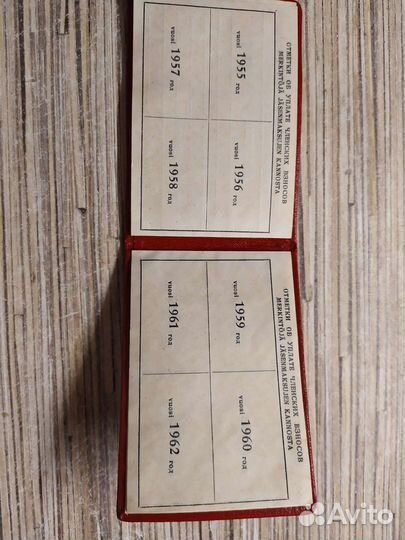 ОТМЕТКИ ОБ УПЛАТЕ ЧЛЕНСКИХ ВЗНОСОВ
MERKINTÖJÄ JÄSENMAKSUJEN KANNOSTA
vuosi 1955 год
vuosi 1956 год
vuosi 1957 год
vuosi 1958 год
ОТМЕТКИ ОБ УПЛАТЕ ЧЛЕНСКИХ ВЗНОСОВ
MERKINTÖJÄ JÄSENMAKSUJEN KANNOSTA
vuosi 1959 год
vuosi 1960 год
vuosi 1961 год
vuosi 1962 год
Avito